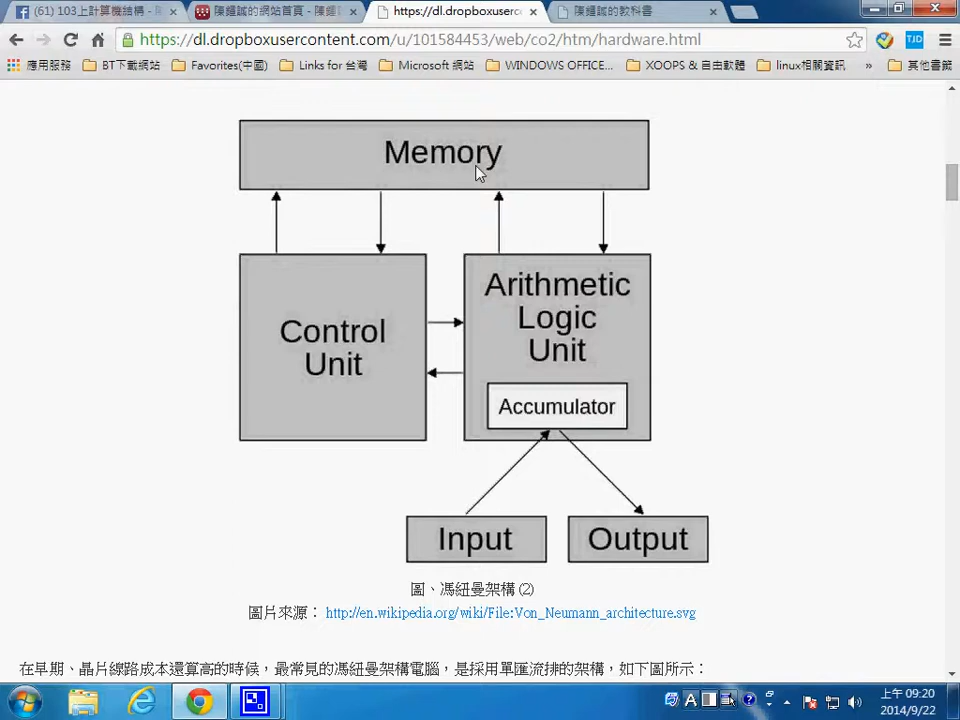 (61) 103上計算機結構 -
陳鍾誠的網站首頁 - 陳鍾
https://dl.dropboxuserc
陳鍾誠的教科書
https://dl.dropboxusercontent.com/u/101584453/web/co2/htm/hardware.html
TJD
應用服務
BT下載網站
Favorites(中國)
Links for 台灣
Microsoft 網站
WINDOWS OFFICE...
XOOPS & 自由軟體
linux相關資訊
»
其他書籤
Memory
Control
Unit
Arithmetic
Logic
Unit
Accumulator
Input
Output
圖、馮紐曼架構 (2)
圖片來源： http://en.wikipedia.org/wiki/File:Von_Neumann_architecture.svg
在早期、晶片線路成本還算高的時候，最常見的馮紐曼架構電腦，是採用單匯流排的架構，如下圖所示：
A
上午 09:20
2014/9/22